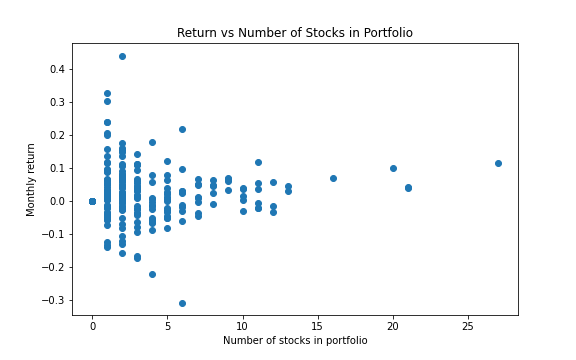 Return vs Number of Stocks in Portfolio
0.4
0.3
0.2
0.1
0.0
−0.1
−0.2
−0.3
Monthly return
0 5 10 15 20 25
Number of stocks in portfolio